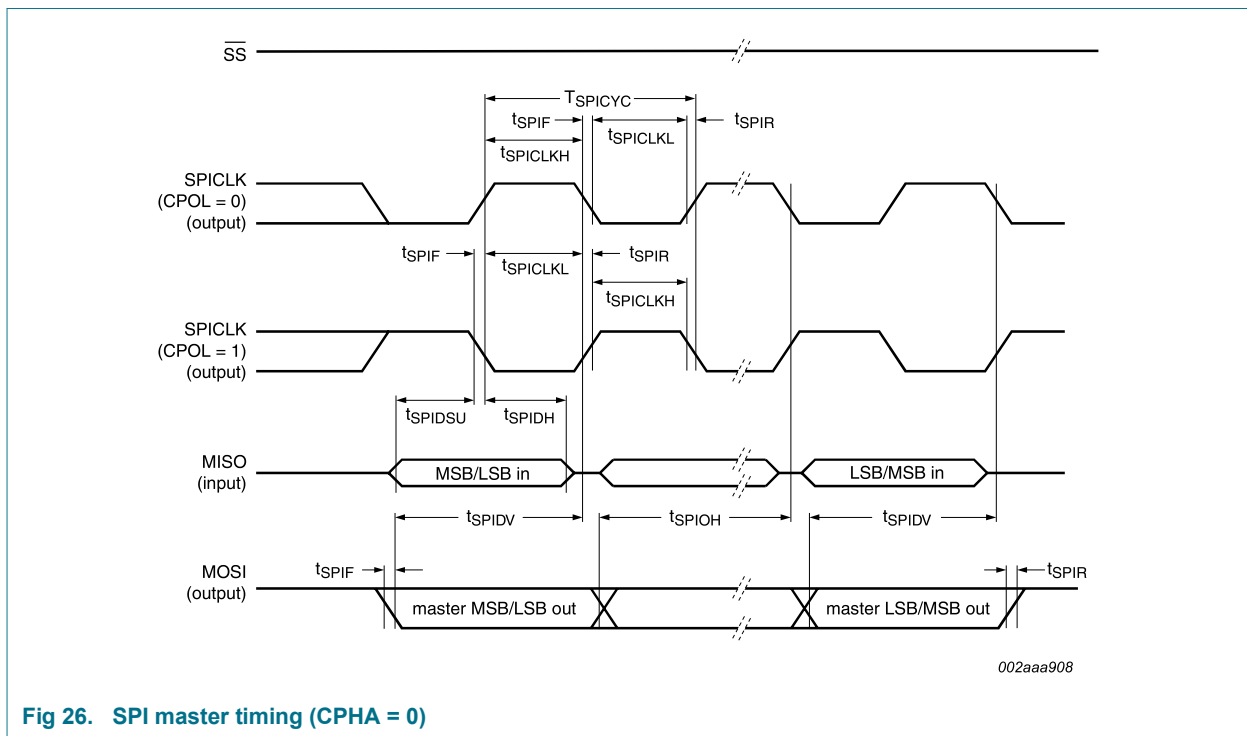 SS
TSPICYC
tSPIF
tSPICLKL
tSPIR
tSPICLKH
SPICLK
(CPOL = 0)
(output)
tSPIF
tSPICLKL
tSPIR
tSPICLKH
SPICLK
(CPOL = 1)
(output)
tSPIDSU
tSPIDH
MISO
(input)
MSB/LSB in
LSB/MSB in
tSPIDV
tSPIOH
tSPIDV
MOSI
(output)
tSPIF
tSPIR
master MSB/LSB out
master LSB/MSB out
002aaa908
Fig 26. SPI master timing (CPHA = 0)